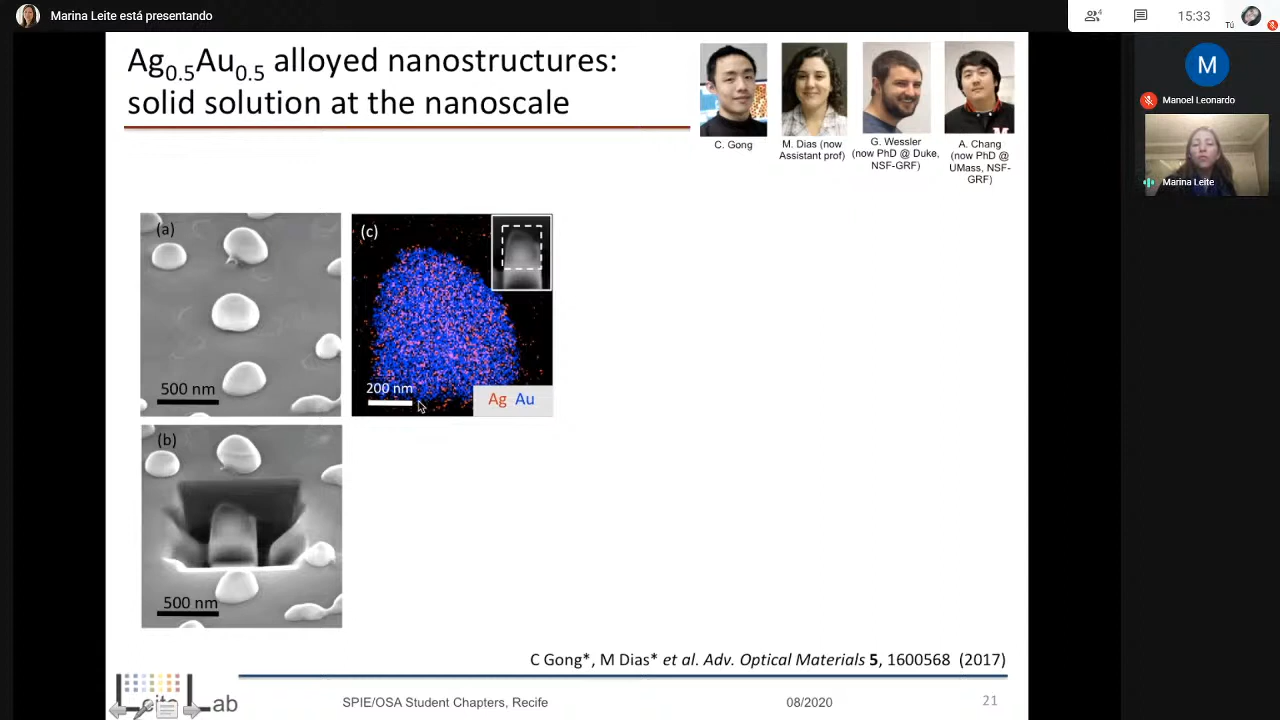 Marina Leite está presentando
4
15:33
Tú
Ag0.5Au0.5 alloyed nanostructures:
solid solution at the nanoscale
C. Gong
M. Dias (now
Assistant prof)
G. Wessler
(now PhD @ Duke,
NSF-GRF)
A. Chang
(now PhD @
UMass, NSF-
GRF)
M
Manoel Leonardo
Marina Leite
(a)
500 nm
(c)
200 nm
Ag Au
(b)
500 nm
C Gong*, M Dias* et al. Adv. Optical Materials 5, 1600568 (2017)
Leite Lab
SPIE/OSA Student Chapters, Recife
08/2020
21